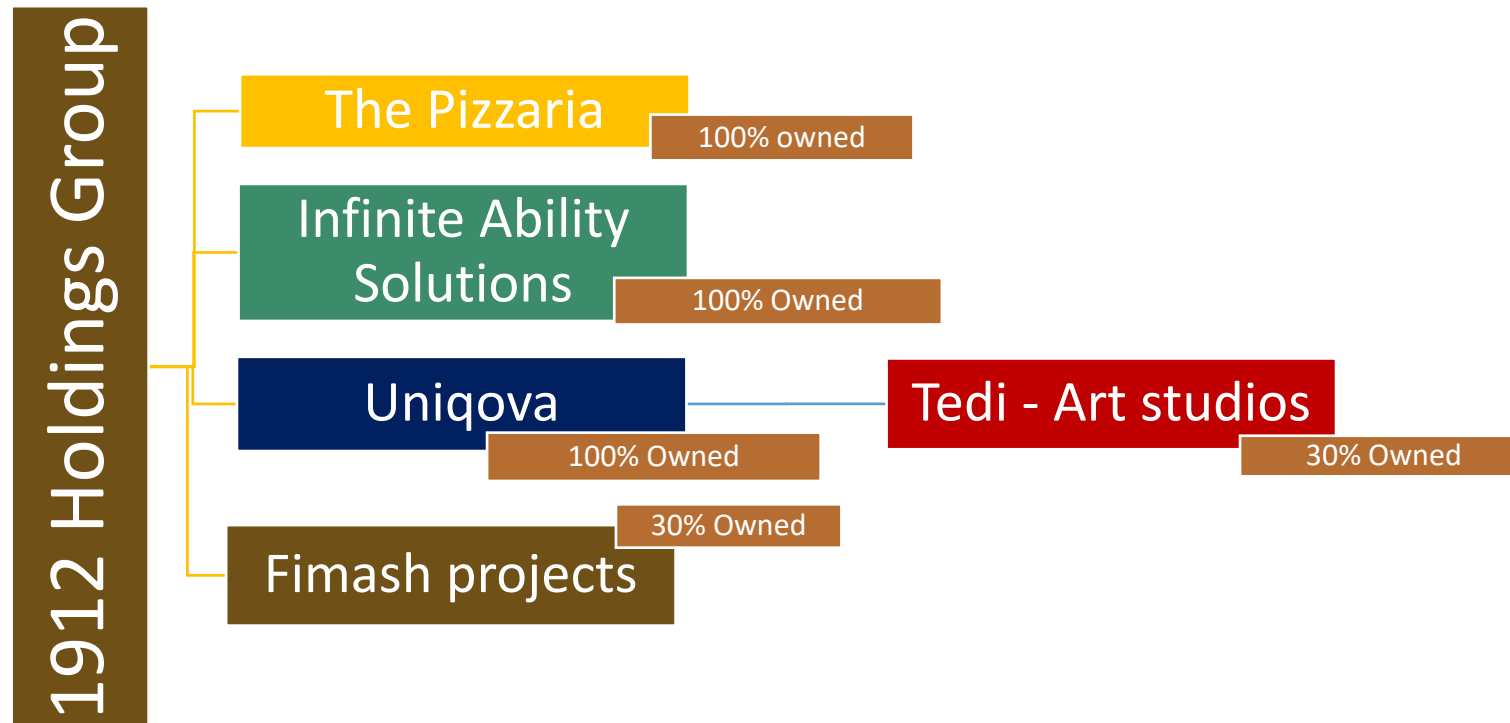 1912 Holdings Group
The Pizzaria
100% owned
Infinite Ability
Solutions
100% Owned
Uniqova
100% Owned
Tedi - Art studios
30% Owned
30% Owned
Fimash projects